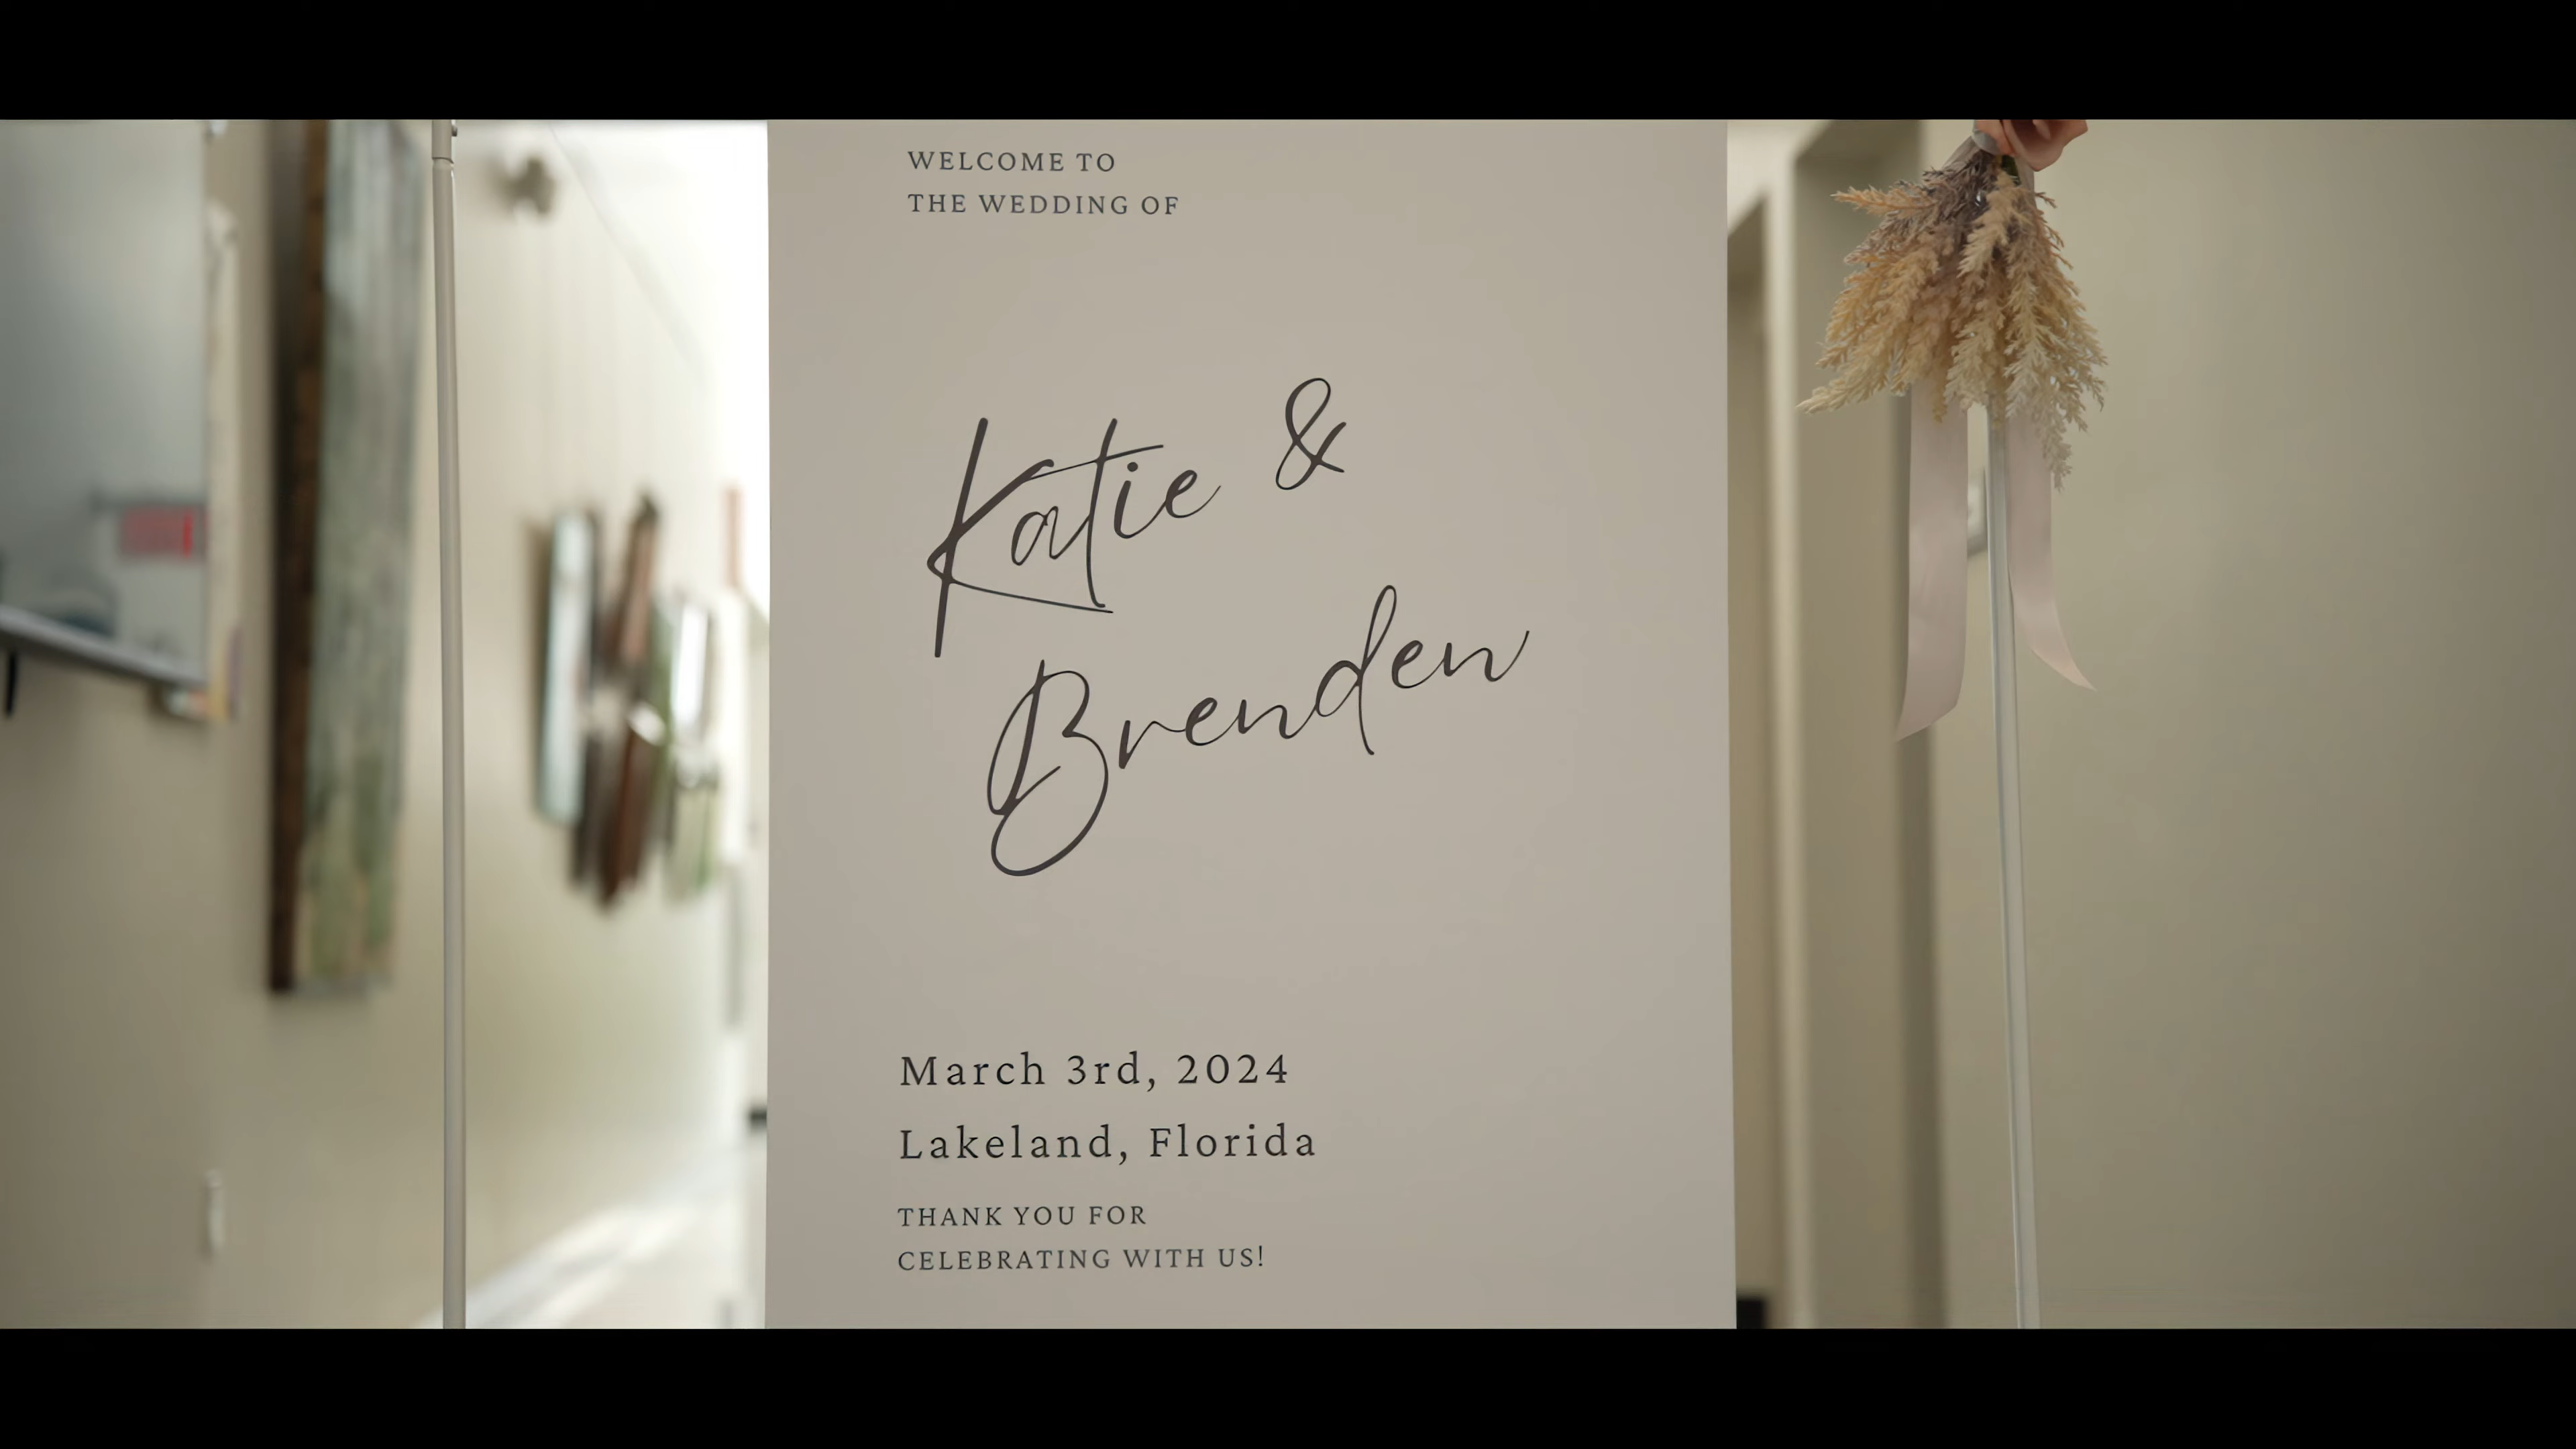 WELCOME TO
THE WEDDING OF
Katie &
Brenden
March 3rd, 2024
Lakeland, Florida
THANK YOU FOR
CELEBRATING WITH US!